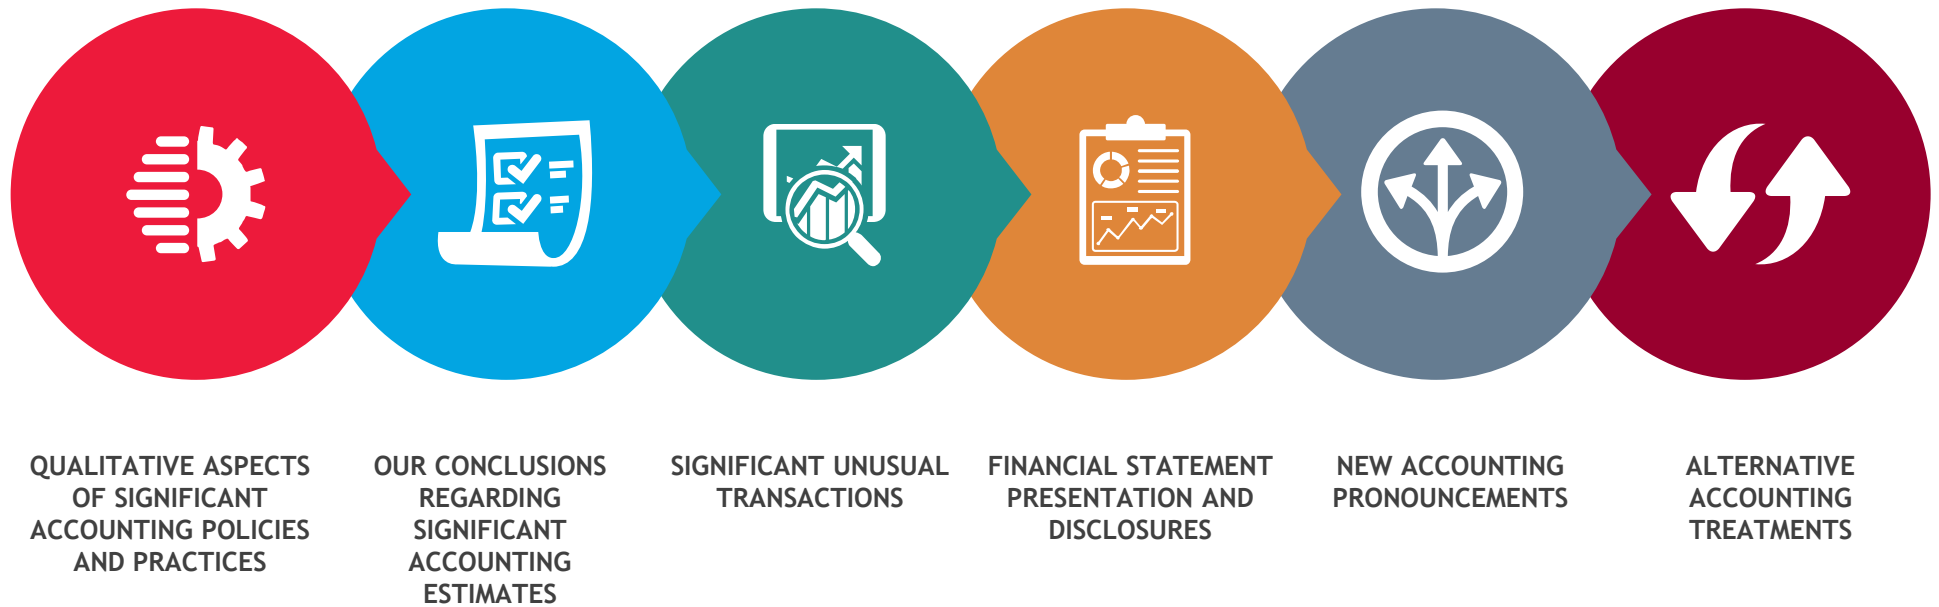 QUALITATIVE ASPECTS
OF SIGNIFICANT
ACCOUNTING POLICIES
AND PRACTICES
OUR CONCLUSIONS
REGARDING
SIGNIFICANT
ACCOUNTING
ESTIMATES
SIGNIFICANT UNUSUAL
TRANSACTIONS
FINANCIAL STATEMENT
PRESENTATION AND
DISCLOSURES
NEW ACCOUNTING
PRONOUNCEMENTS
ALTERNATIVE
ACCOUNTING
TREATMENTS